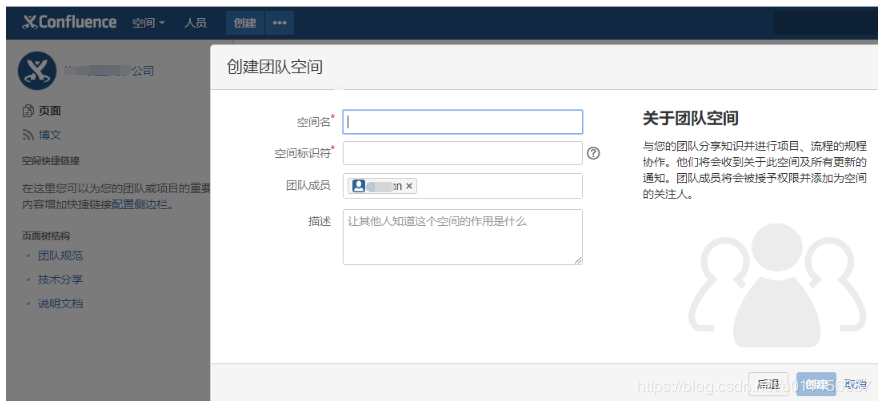 Confluence 空间 人员 创建 •••
公司
创建团队空间
页面
博文
空间快捷链接
在这里您可以为您的团队或项目的重要
内容增加快捷链接配置侧边栏。
页面树结构
团队规范
技术分享
说明文档
空间名*
空间标识符*
团队成员
描述 让其他人知道这个空间的作用是什么
关于团队空间
与您的团队分享知识并进行项目、流程的规程
协作。他们将会收到关于此空间及所有更新的
通知。团队成员将会被授予权限并添加为空间
的关注人。
后退 创建 取消